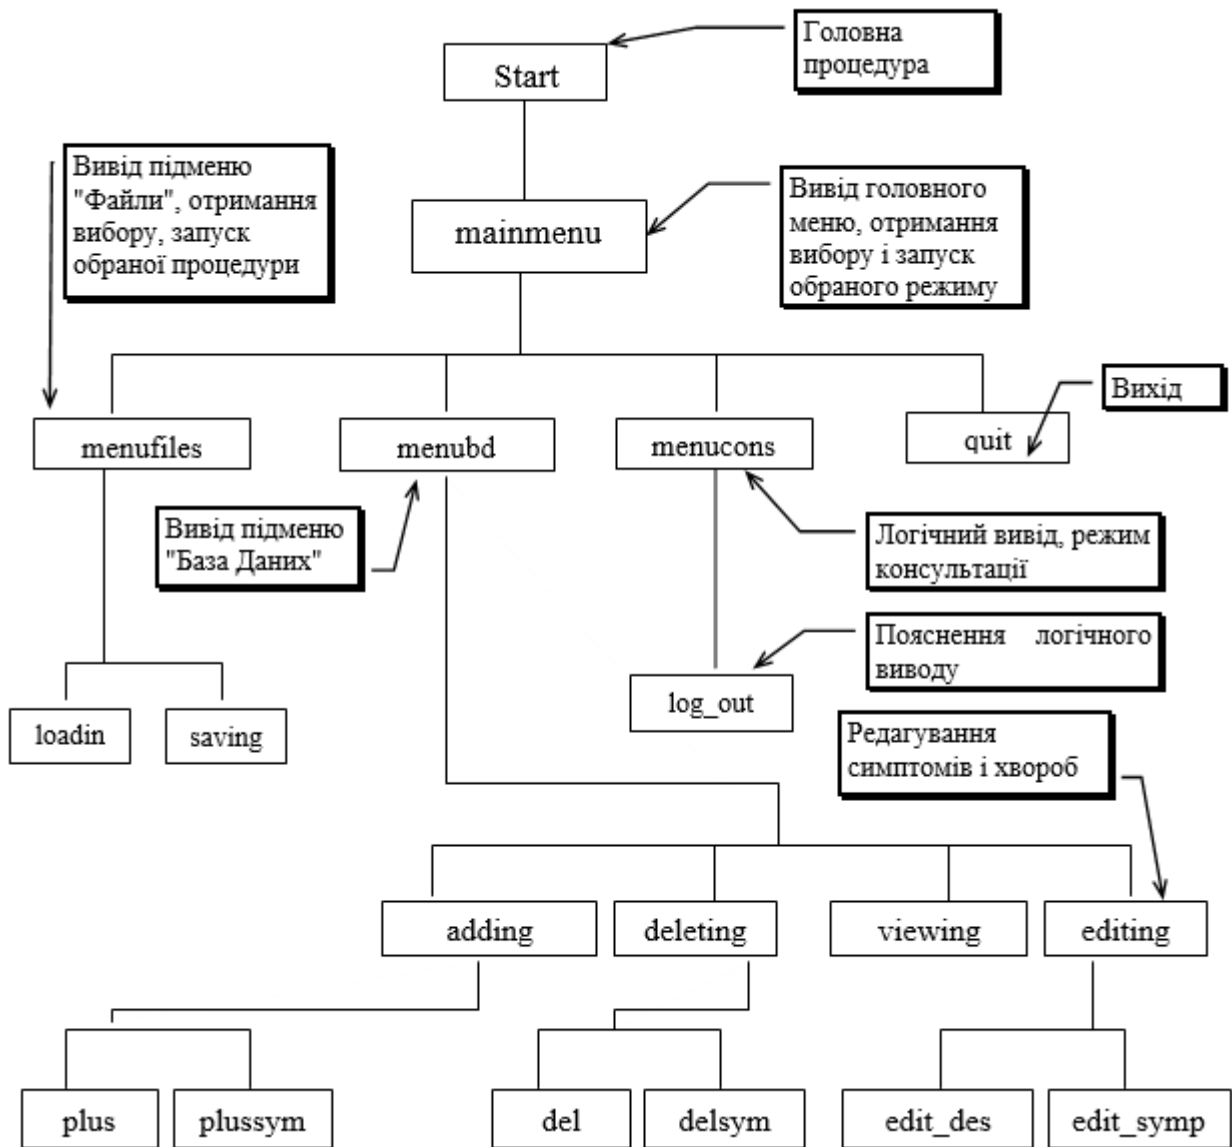 Start
Головна
процедура
Вивід підменю
"Файли", отримання
вибору, запуск
обраної процедури
mainmenu
Вивід головного
меню, отримання
вибору і запуск
обраного режиму
menufiles
menubd
menucons
quit
Вихід
Вивід підменю
"База Даних"
Логічний вивід, режим
консультації
Пояснення логічного
виводу
loadin
saving
log_out
Редагування
симптомів і хвороб
adding
deleting
viewing
editing
plus
plussym
del
delsym
edit_des
edit_symp